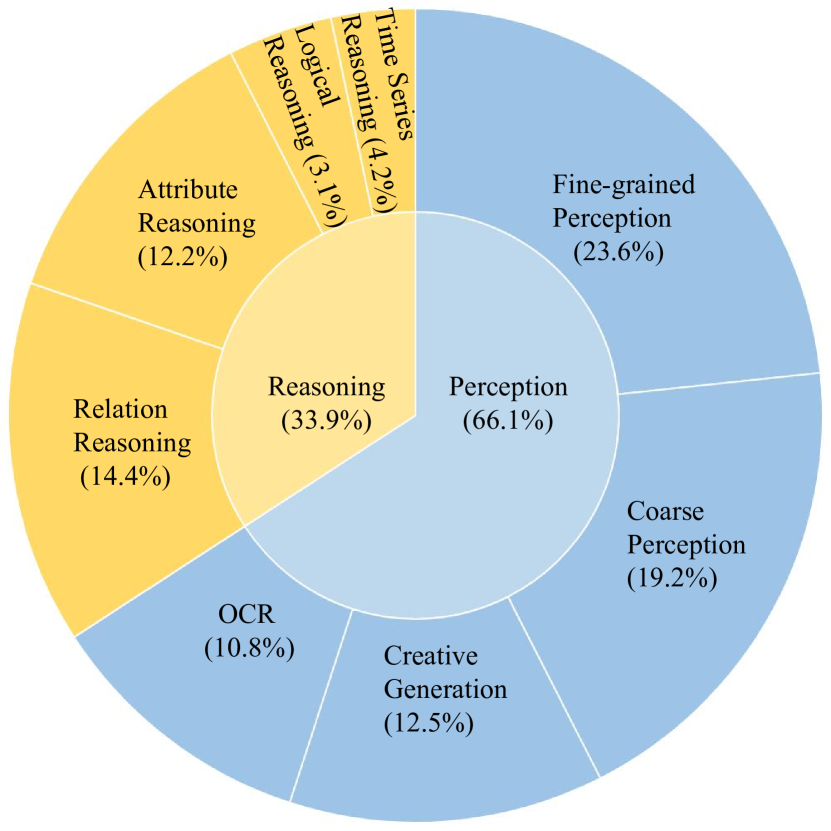 Time Series
Reasoning (4.2%)
Logical
Reasoning (3.1%)
Attribute
Reasoning
(12.2%)
Fine-grained
Perception
(23.6%)
Reasoning
(33.9%)
Perception
(66.1%)
Relation
Reasoning
(14.4%)
Coarse
Perception
(19.2%)
OCR
(10.8%)
Creative
Generation
(12.5%)